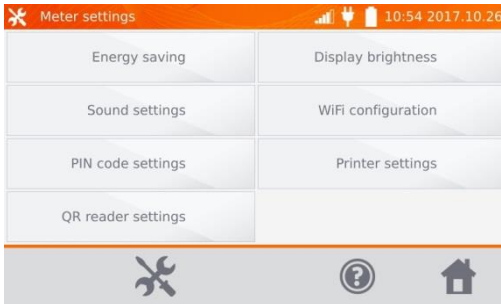 Meter settings 10:54 2017.10.26
Energy saving Display brightness
Sound settings WiFi configuration
PIN code settings Printer settings
QR reader settings